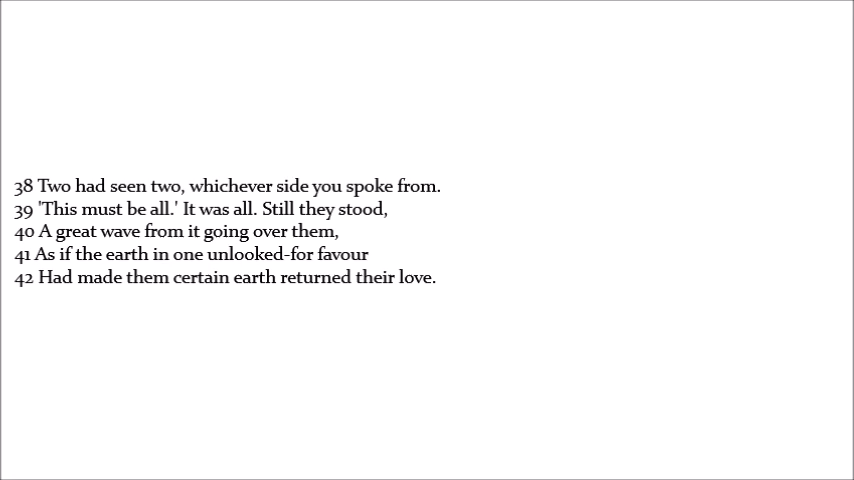 38 Two had seen two, whichever side you spoke from.
39 'This must be all.' It was all. Still they stood,
40 A great wave from it going over them,
41 As if the earth in one unlooked-for favour
42 Had made them certain earth returned their love.